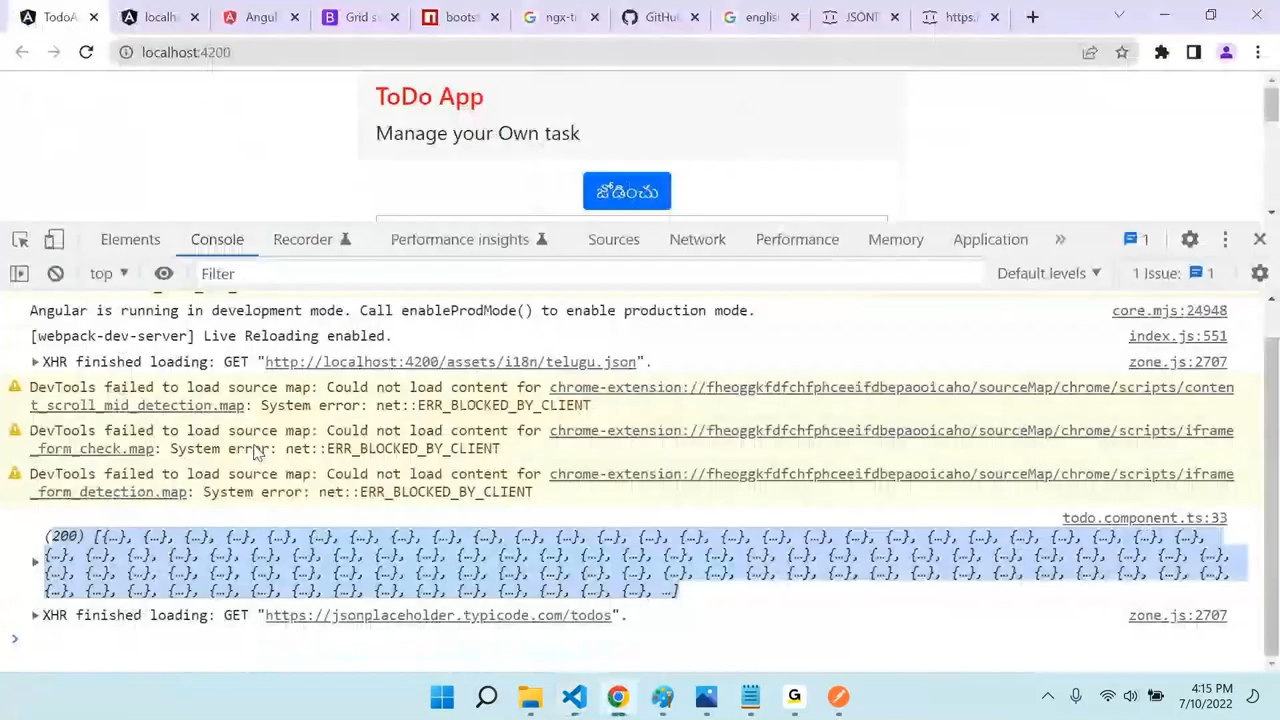 TodoA
localh
Angul
Grid s
bootst
ngx-tr
GitHub
englis
JSONT
https:/
localhost:4200
ToDo App
Manage your Own task
జోడించు
Elements Console Recorder Performance insights Sources Network Performance Memory Application » 1
top Filter Default levels 1 Issue: 1
Angular is running in development mode. Call enableProdMode() to enable production mode. core.mjs:24948
[webpack-dev-server] Live Reloading enabled. index.js:551
XHR finished loading: GET "http://localhost:4200/assets/i18n/telugu.json". zone.js:2707
DevTools failed to load source map: Could not load content for chrome-extension://fheoggkfdfchfphceeifdbepaooicaho/sourceMap/chrome/scripts/conten
t_scroll_mid_detection.map: System error: net::ERR_BLOCKED_BY_CLIENT
DevTools failed to load source map: Could not load content for chrome-extension://fheoggkfdfchfphceeifdbepaooicaho/sourceMap/chrome/scripts/iframe
_form_check.map: System error: net::ERR_BLOCKED_BY_CLIENT
DevTools failed to load source map: Could not load content for chrome-extension://fheoggkfdfchfphceeifdbepaooicaho/sourceMap/chrome/scripts/iframe
_form_detection.map: System error: net::ERR_BLOCKED_BY_CLIENT
todo.component.ts:33
(200) [{…}, {…}, {…}, {…}, {…}, {…}, {…}, {…}, {…}, {…}, {…}, {…}, {…}, {…}, {…}, {…}, {…}, {…}, {…}, {…}, {…}, {…}, {…}, {…}, {…}, {…}, {…},
{…}, {…}, {…}, {…}, {…}, {…}, {…}, {…}, {…}, {…}, {…}, {…}, {…}, {…}, {…}, {…}, {…}, {…}, {…}, {…}, {…}, {…}, {…}, {…}, {…}, {…}, {…}, {…}, {…},
{…}, {…}, {…}, {…}, {…}, {…}, {…}, {…}, {…}, {…}, {…}, {…}, {…}, {…}, {…}, {…}, {…}, {…}, {…}, {…}, {…}, {…}, {…}, {…}, {…}, {…}, {…}, {…}, {…},
{…}, {…}, {…}, {…}, {…}, {…}, {…}, {…}, {…}, {…}, {…}, {…}, {…}, {…}, {…}, …]
XHR finished loading: GET "https://jsonplaceholder.typicode.com/todos". zone.js:2707
4:15 PM
7/10/2022